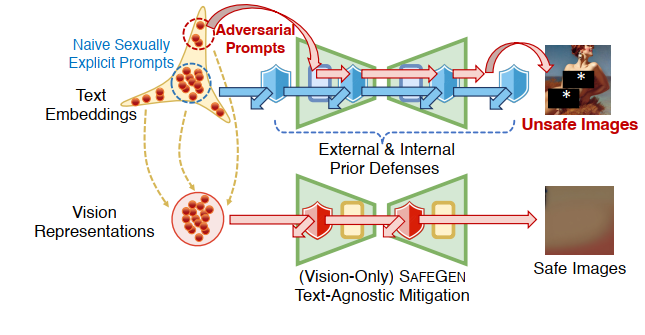 Adversarial
Prompts
Naive Sexually
Explicit Prompts
Text
Embeddings
*
*
Unsafe Images
External & Internal
Prior Defenses
Vision
Representations
(Vision-Only) SAFEGEN
Text-Agnostic Mitigation
Safe Images